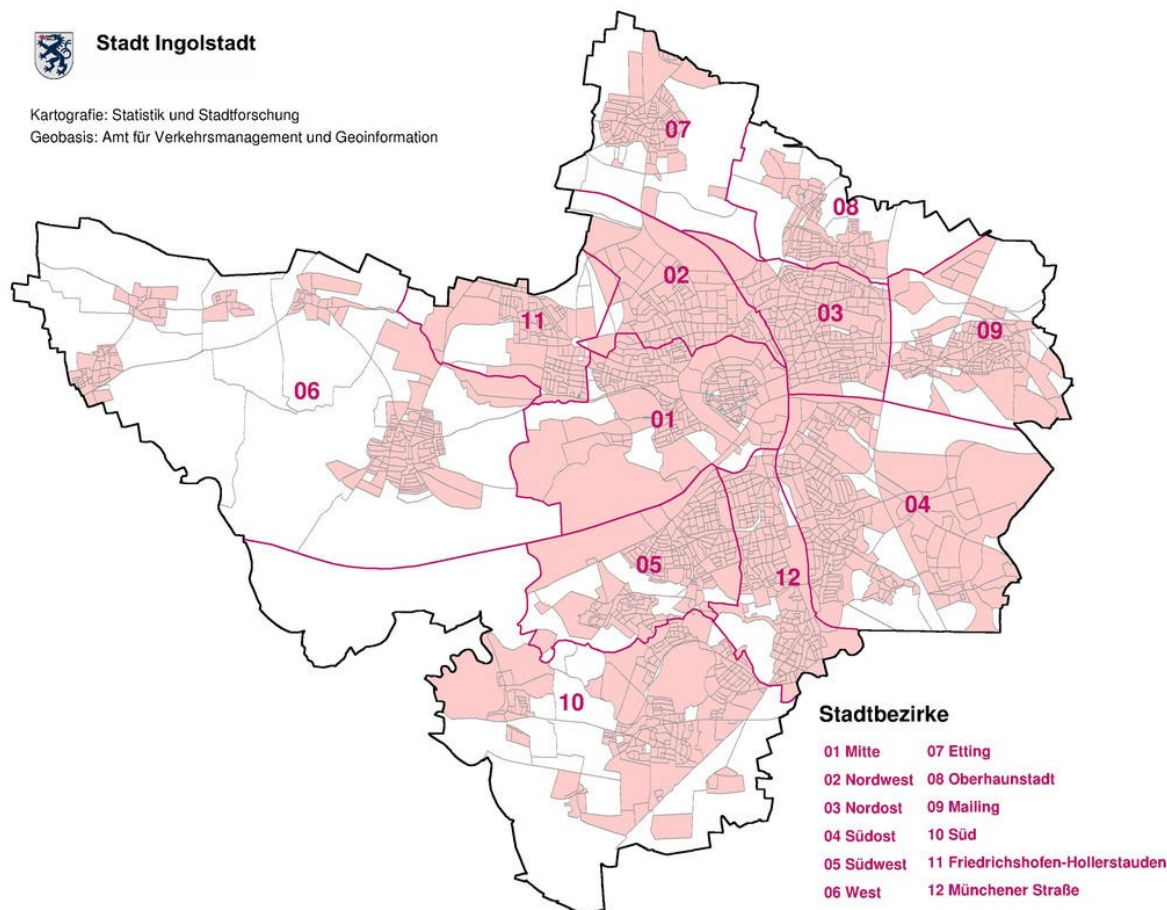 Stadt Ingolstadt
Kartografie: Statistik und Stadtforschung
Geobasis: Amt für Verkehrsmanagement und Geoinformation
07
08
02
03
11
09
06
01
04
05
12
10
Stadtbezirke
01 Mitte 07 Etting
02 Nordwest 08 Oberhaunstadt
03 Nordost 09 Mailing
04 Südost 10 Süd
05 Südwest 11 Friedrichshofen-Hollerstauden
06 West 12 Münchener Straße